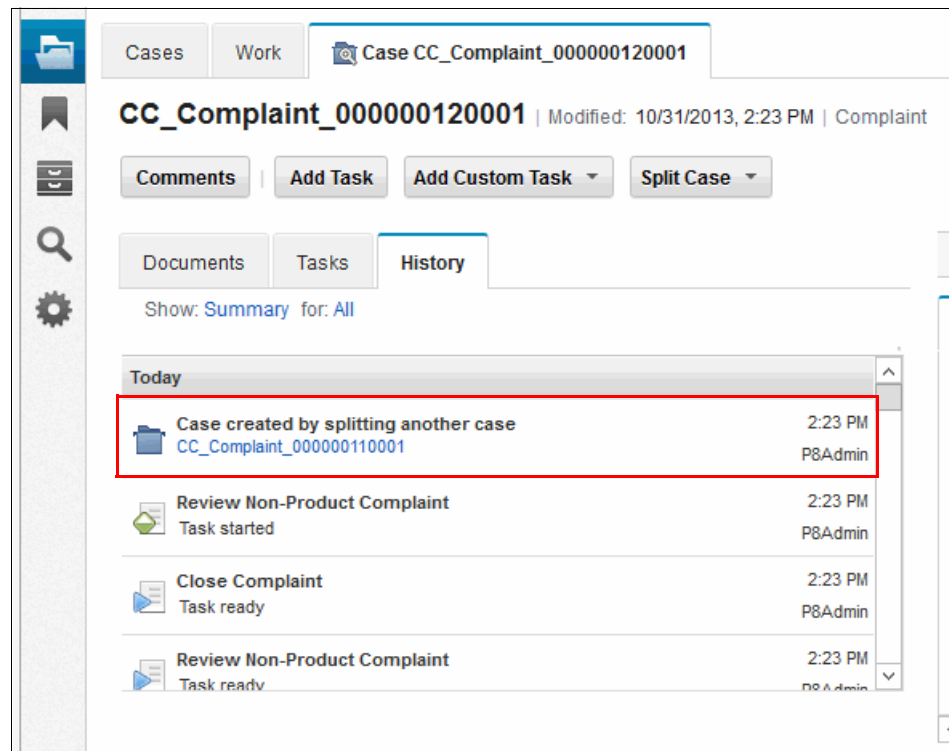 Cases Work Case CC_Complaint_000000120001
CC_Complaint_000000120001 | Modified: 10/31/2013, 2:23 PM | Complaint
Comments | Add Task Add Custom Task Split Case
Documents Tasks History
Show: Summary for: All
Today
Case created by splitting another case 2:23 PM
CC_Complaint_000000110001 P8Admin
Review Non-Product Complaint 2:23 PM
Task started P8Admin
Close Complaint 2:23 PM
Task ready P8Admin
Review Non-Product Complaint 2:23 PM
Task ready P8Admin